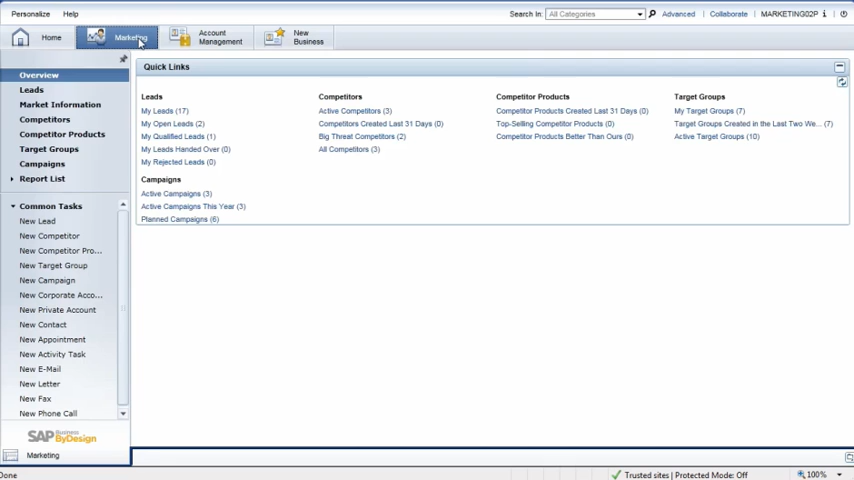 Personalize Help Search In: All Categories Advanced Collaborate MARKETING02P
Home Marketing Account Management New Business
Overview
Leads
Market Information
Competitors
Competitor Products
Target Groups
Campaigns
Report List
Common Tasks
New Lead
New Competitor
New Competitor Pro...
New Target Group
New Campaign
New Corporate Acco...
New Private Account
New Contact
New Appointment
New Activity Task
New E-Mail
New Letter
New Fax
New Phone Call
SAP Business ByDesign
Marketing
Quick Links
Leads
My Leads (17)
My Open Leads (2)
My Qualified Leads (1)
My Leads Handed Over (0)
My Rejected Leads (0)
Campaigns
Active Campaigns (3)
Active Campaigns This Year (3)
Planned Campaigns (6)
Competitors
Active Competitors (3)
Competitors Created Last 31 Days (0)
Big Threat Competitors (2)
All Competitors (3)
Competitor Products
Competitor Products Created Last 31 Days (0)
Top-Selling Competitor Products (0)
Competitor Products Better Than Ours (0)
Target Groups
My Target Groups (7)
Target Groups Created in the Last Two We... (7)
Active Target Groups (10)
Done Trusted sites | Protected Mode: Off 100%